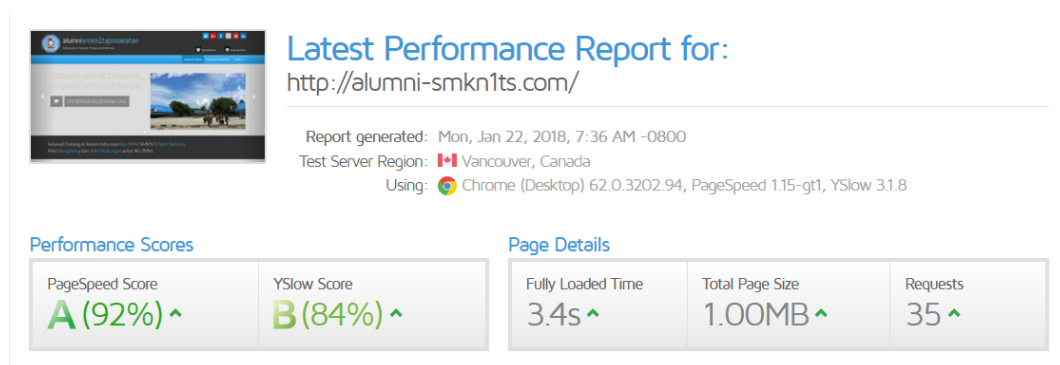 alumnismkn1tapinselatan
Latest Performance Report for:
http://alumni-smkn1ts.com/
Report generated: Mon, Jan 22, 2018, 7:36 AM -0800
Test Server Region: Vancouver, Canada
Using: Chrome (Desktop) 62.0.3202.94, PageSpeed 1.15-gt1, YSlow 3.1.8
Performance Scores
PageSpeed Score
A (92%)
YSlow Score
B (84%)
Page Details
Fully Loaded Time
3.4s
Total Page Size
1.00MB
Requests
35